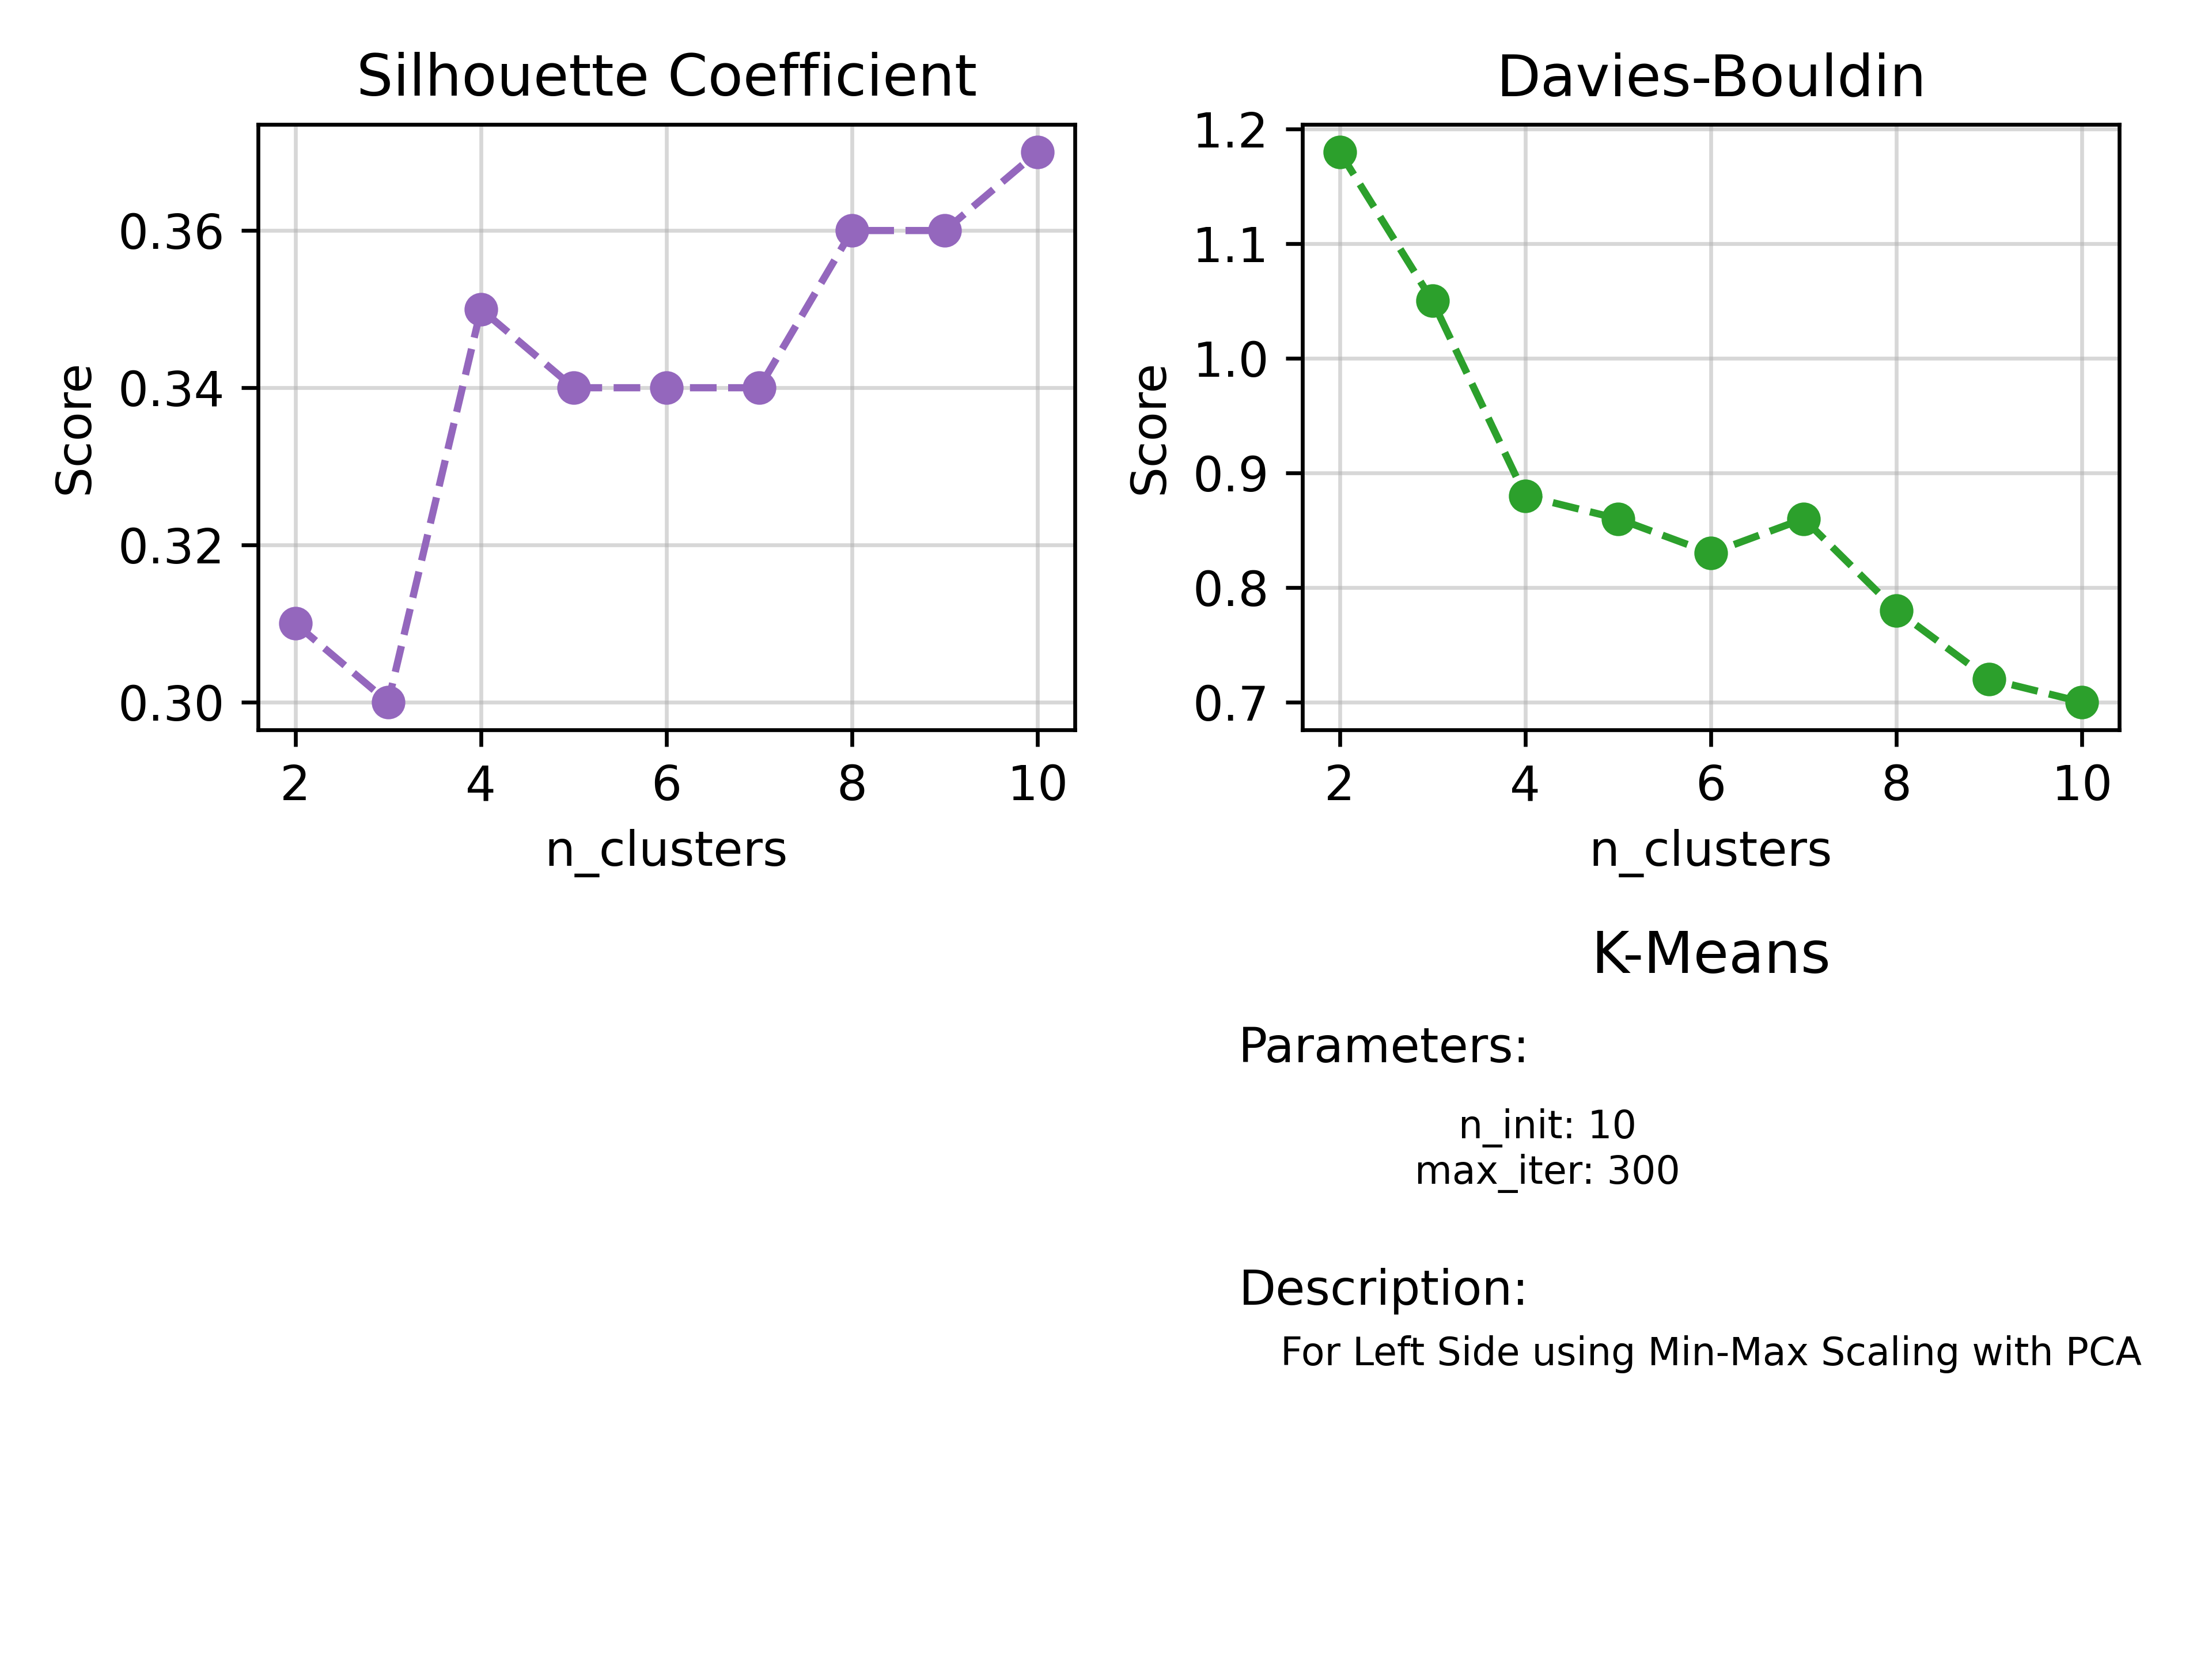 Silhouette Coefficient
Score
0.36
0.34
0.32
0.30
2 4 6 8 10
n_clusters
Davies-Bouldin
Score
1.2
1.1
1.0
0.9
0.8
0.7
2 4 6 8 10
n_clusters
K-Means
Parameters:
n_init: 10
max_iter: 300
Description:
For Left Side using Min-Max Scaling with PCA